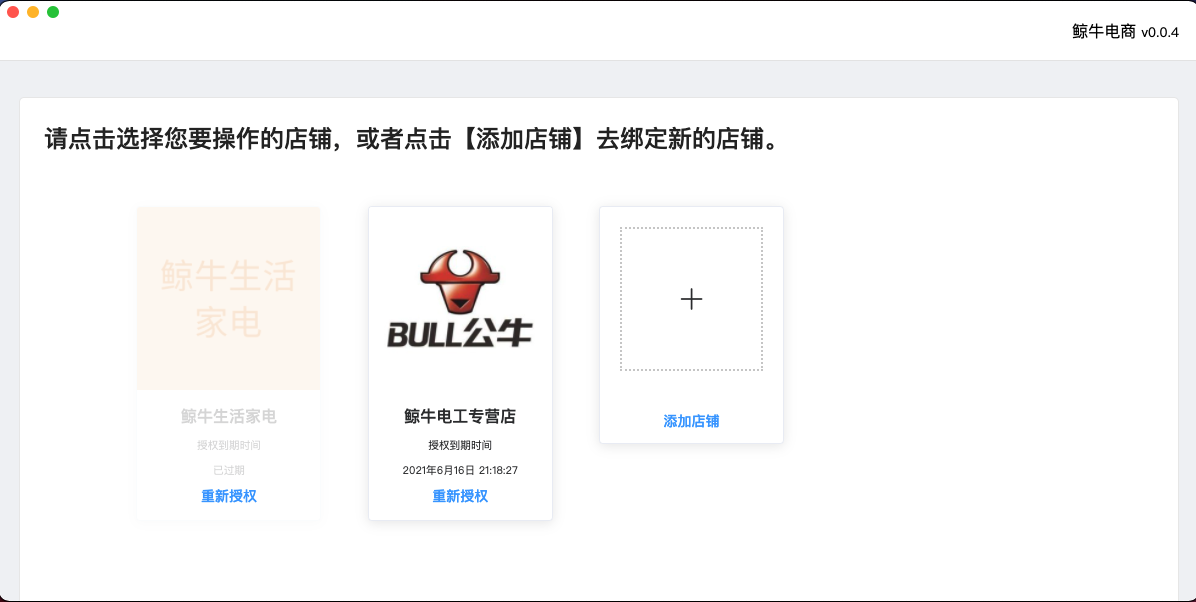 鲸牛电商 v0.0.4
请点击选择您要操作的店铺，或者点击【添加店铺】去绑定新的店铺。
鲸牛生活
家电
鲸牛生活家电
授权到期时间
已过期
重新授权
BULL公牛
鲸牛电工专营店
授权到期时间
2021年6月16日 21:18:27
重新授权
添加店铺